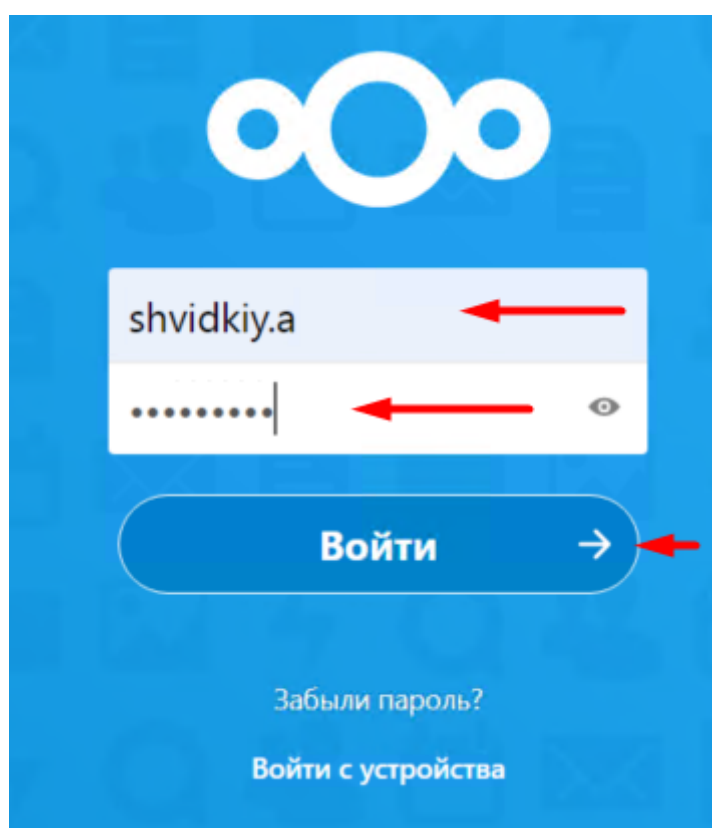 shvidkiy.a
•••••••••
Войти
Забыли пароль?
Войти с устройства